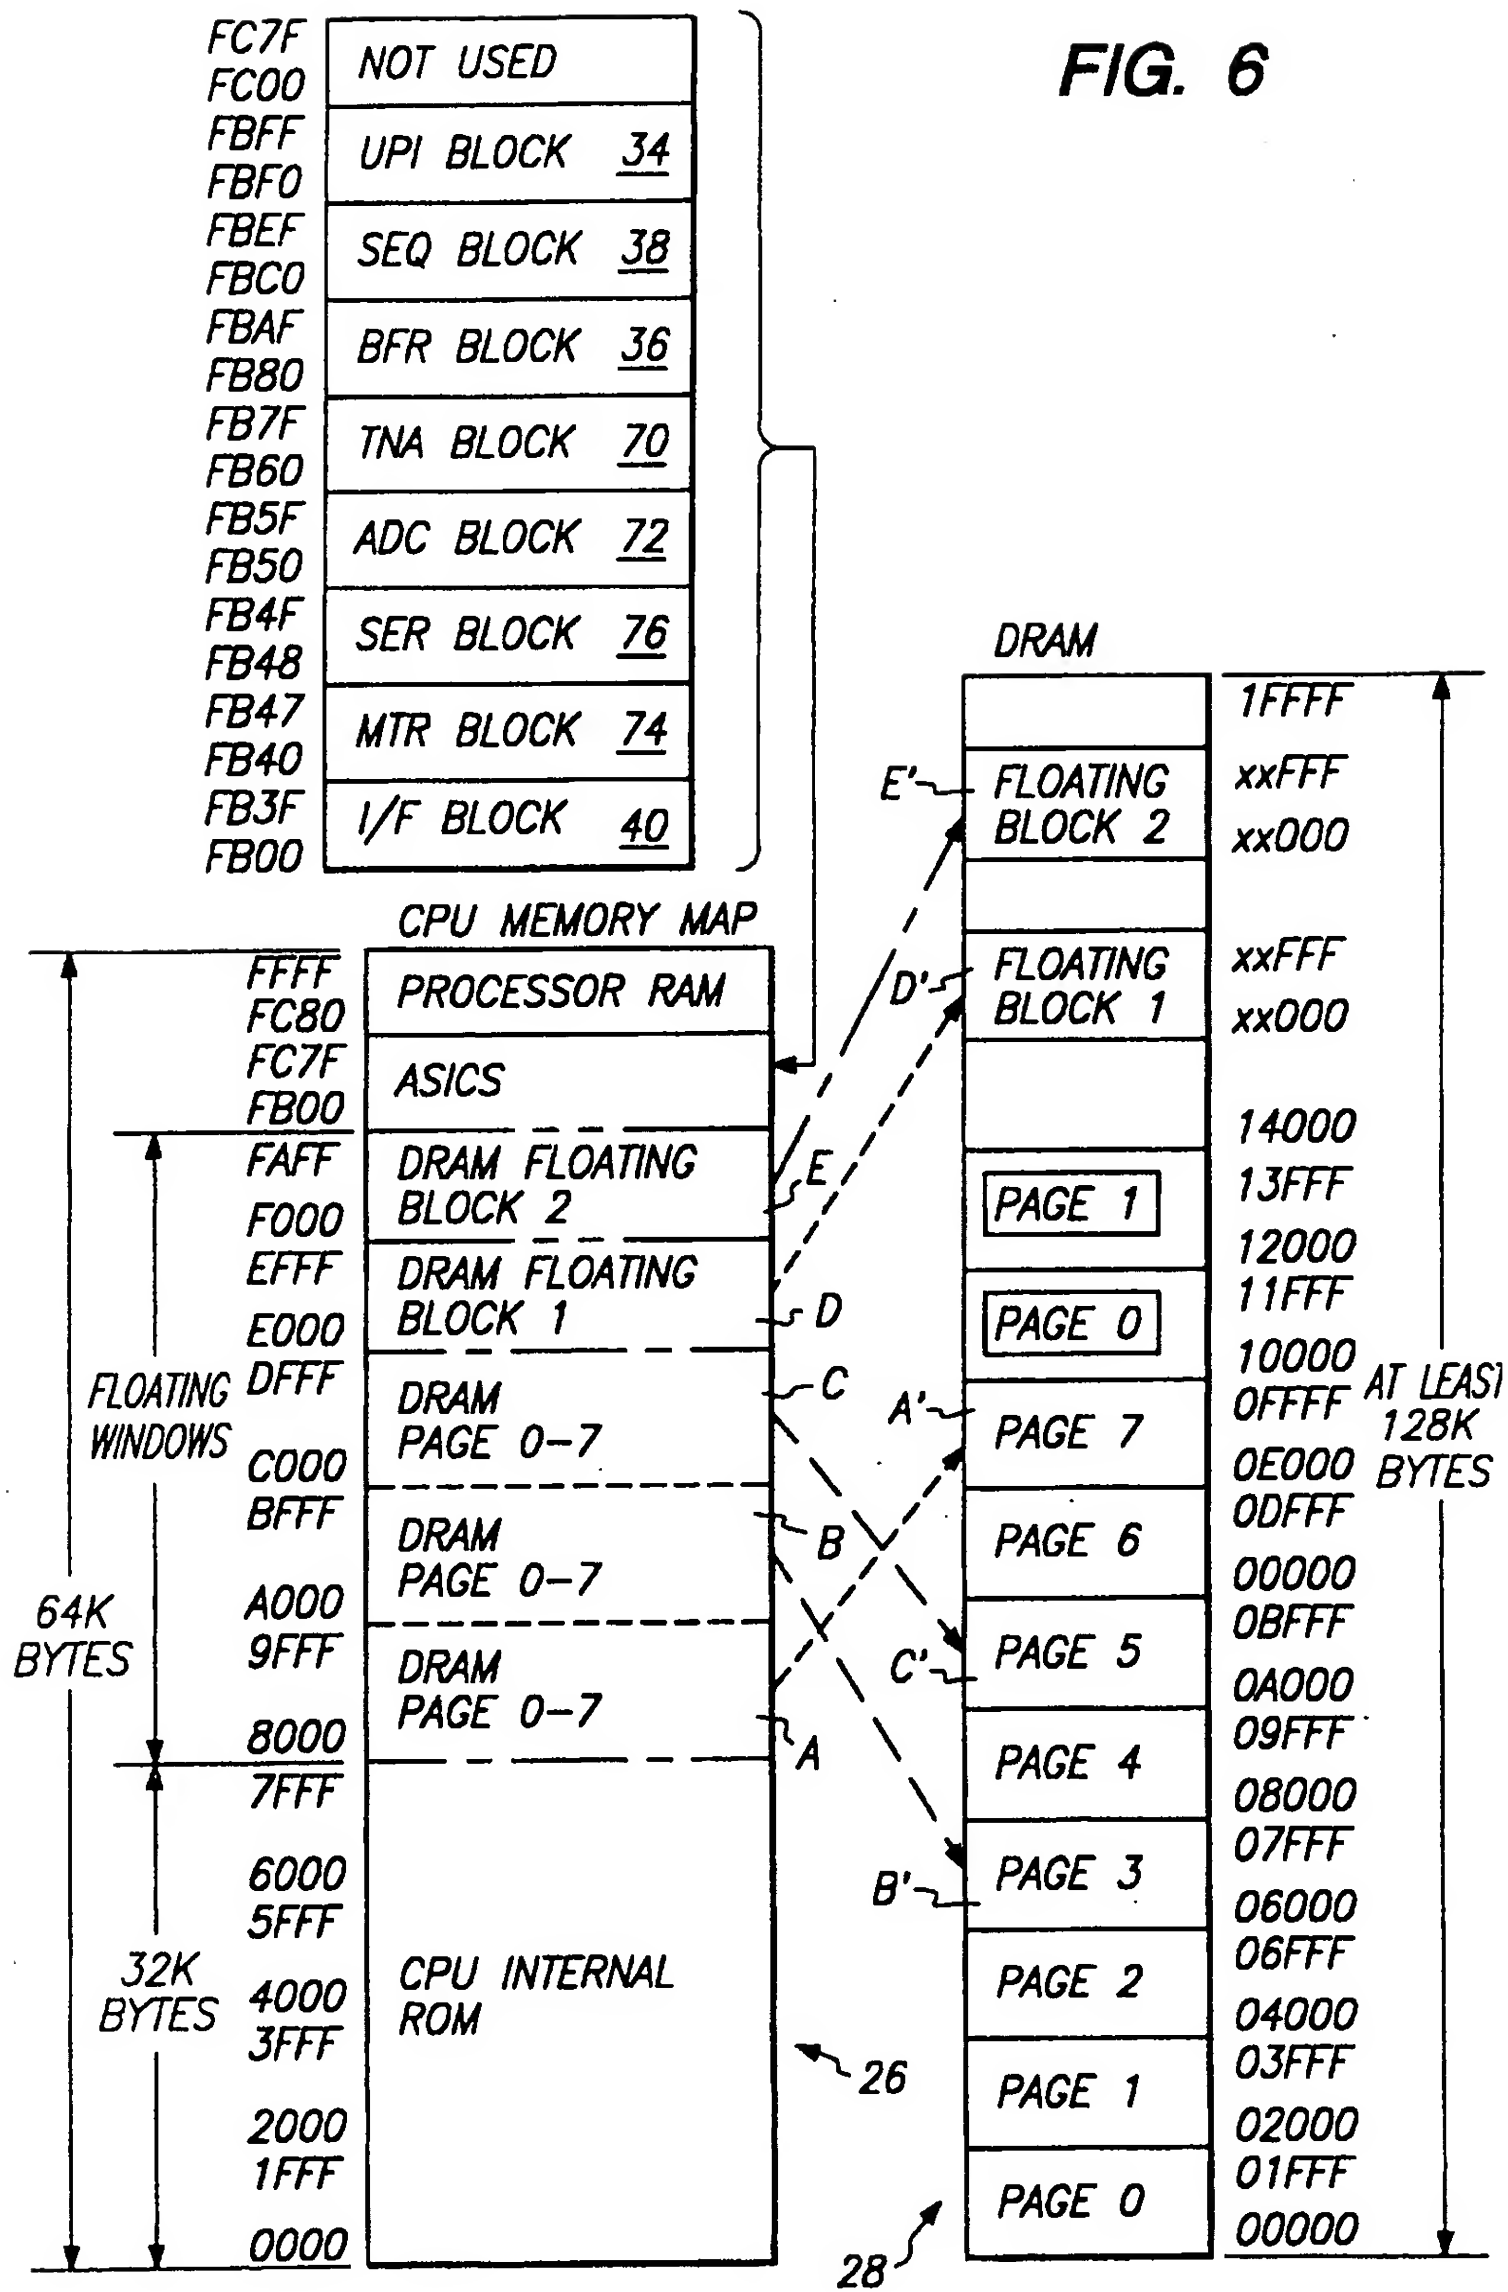 FIG. 6
FC7F
FC00
NOT USED
FBFF
FBF0
UPI BLOCK 34
FBEF
FBC0
SEQ BLOCK 38
FBAF
FB80
BFR BLOCK 36
FB7F
FB60
TNA BLOCK 70
FB5F
FB50
ADC BLOCK 72
FB4F
FB48
SER BLOCK 76
FB47
FB40
MTR BLOCK 74
FB3F
FB00
I/F BLOCK 40
CPU MEMORY MAP
FFFF
FC80
PROCESSOR RAM
FC7F
FB00
ASICS
FAFF
F000
DRAM FLOATING
BLOCK 2
E
EFFF
E000
DRAM FLOATING
BLOCK 1
D
DFFF
C000
DRAM
PAGE 0-7
C
BFFF
A000
DRAM
PAGE 0-7
B
9FFF
8000
DRAM
PAGE 0-7
A
7FFF
6000
5FFF
4000
3FFF
2000
1FFF
0000
CPU INTERNAL
ROM
26
FLOATING
WINDOWS
64K
BYTES
32K
BYTES
DRAM
1FFFF
E'
FLOATING
BLOCK 2
xxFFF
xx000
D'
FLOATING
BLOCK 1
xxFFF
xx000
14000
PAGE 1
13FFF
12000
PAGE 0
11FFF
10000
A'
PAGE 7
0FFFF
0E000
PAGE 6
0DFFF
00000
C'
PAGE 5
0BFFF
0A000
PAGE 4
09FFF
08000
B'
PAGE 3
07FFF
06000
PAGE 2
06FFF
04000
PAGE 1
03FFF
02000
PAGE 0
01FFF
00000
28
AT LEAST
128K
BYTES